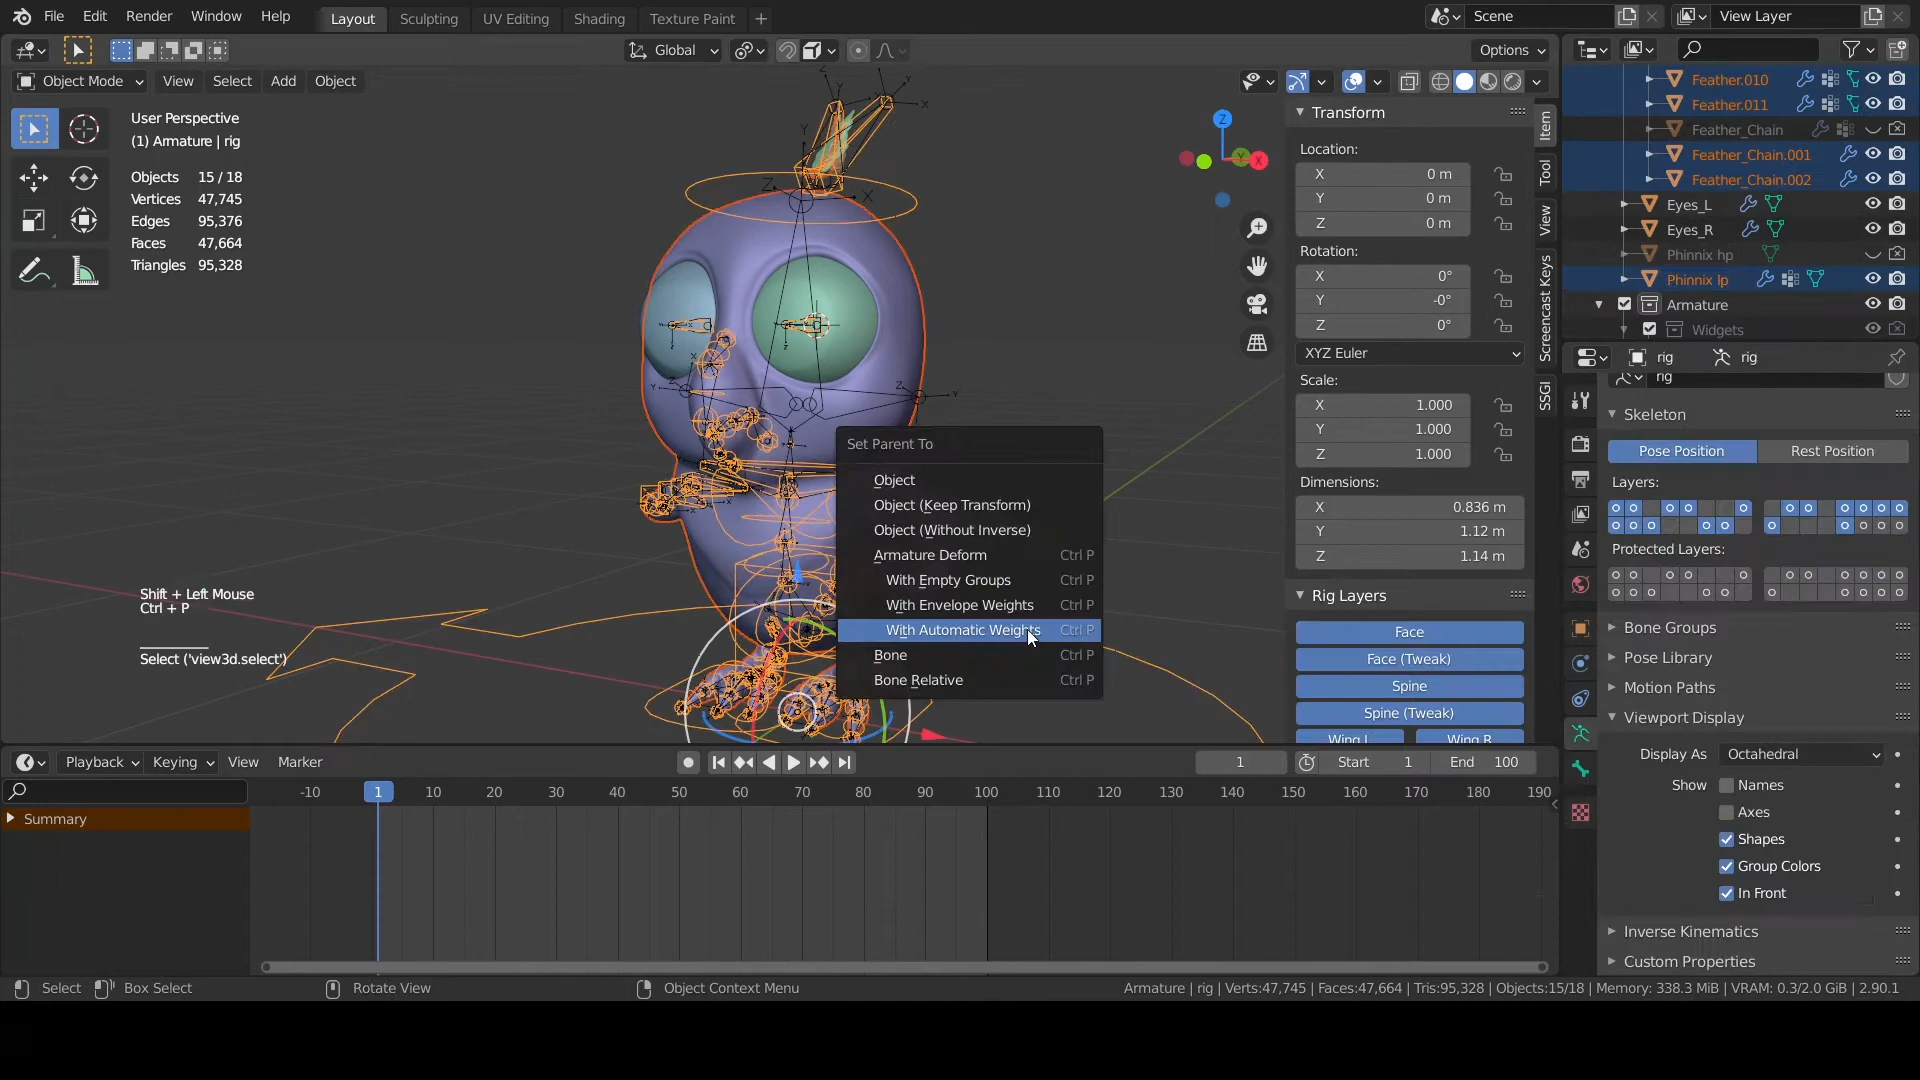 File Edit Render Window Help Layout Sculpting UV Editing Shading Texture Paint + Scene View Layer
Global Options
Object Mode View Select Add Object
User Perspective
(1) Armature | rig
Objects 15 / 18
Vertices 47,745
Edges 95,376
Faces 47,664
Triangles 95,328
Shift + Left Mouse
Ctrl + P
Select ('view3d.select')
Set Parent To
Object
Object (Keep Transform)
Object (Without Inverse)
Armature Deform Ctrl P
With Empty Groups Ctrl P
With Envelope Weights Ctrl P
With Automatic Weights Ctrl P
Bone Ctrl P
Bone Relative Ctrl P
Transform
Location:
X 0 m
Y 0 m
Z 0 m
Rotation:
X 0°
Y -0°
Z 0°
XYZ Euler
Scale:
X 1.000
Y 1.000
Z 1.000
Dimensions:
X 0.836 m
Y 1.12 m
Z 1.14 m
Rig Layers
Face
Face (Tweak)
Spine
Spine (Tweak)
Wing L Wing R
Item
Tool
View
Screencast Keys
SSGI
Feather.010
Feather.011
Feather_Chain
Feather_Chain.001
Feather_Chain.002
Eyes_L
Eyes_R
Phinnix hp
Phinnix lp
Armature
Widgets
rig rig
rig
Skeleton
Pose Position Rest Position
Layers:
Protected Layers:
Bone Groups
Pose Library
Motion Paths
Viewport Display
Display As Octahedral
Show Names
Axes
Shapes
Group Colors
In Front
Inverse Kinematics
Custom Properties
Playback Keying View Marker 1 Start 1 End 100
-10 1 10 20 30 40 50 60 70 80 90 100 110 120 130 140 150 160 170 180 190
Summary
Select Box Select Rotate View Object Context Menu Armature | rig | Verts:47,745 | Faces:47,664 | Tris:95,328 | Objects:15/18 | Memory: 338.3 MiB | VRAM: 0.3/2.0 GiB | 2.90.1